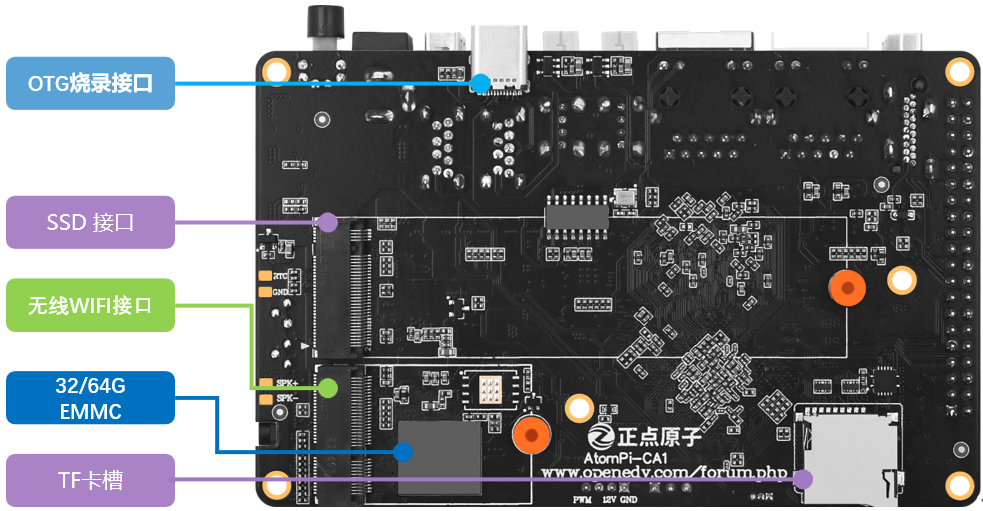 OTG烧录接口
SSD 接口
RTC
GND
无线WIFI接口
SPK+
SPK-
32/64G
EMMC
正点原子
AtomPi-CA1
www.openedv.com/forum.php
TF卡槽
PWM 12V GND